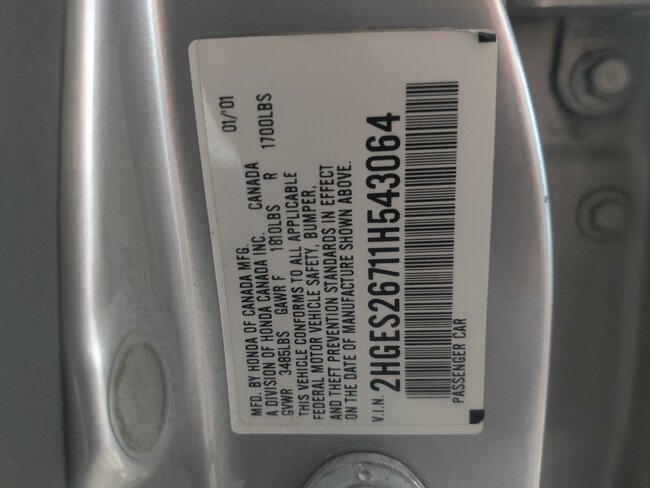 MFD. BY HONDA OF CANADA MFG. 01/'01
A DIVISION OF HONDA CANADA INC. CANADA
GVWR 3485LBS GAWR F 1810LBS R 1700LBS
THIS VEHICLE CONFORMS TO ALL APPLICABLE
FEDERAL MOTOR VEHICLE SAFETY, BUMPER,
AND THEFT PREVENTION STANDARDS IN EFFECT
ON THE DATE OF MANUFACTURE SHOWN ABOVE.
V.I.N. 2HGES26711H543064
PASSENGER CAR